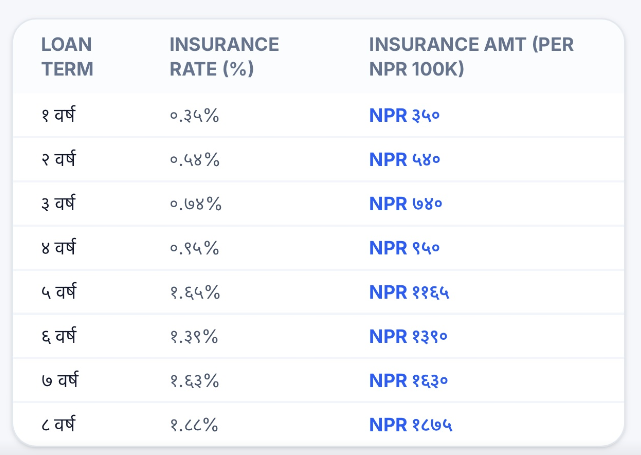 LOAN TERM INSURANCE RATE (%) INSURANCE AMT (PER NPR 100K)
१ वर्ष ०.३५% NPR ३५०
२ वर्ष ०.५४% NPR ५४०
३ वर्ष ०.७४% NPR ७४०
४ वर्ष ०.९५% NPR ९५०
५ वर्ष १.६५% NPR ११६५
६ वर्ष १.३९% NPR १३९०
७ वर्ष १.६३% NPR १६३०
८ वर्ष १.८८% NPR १८७५